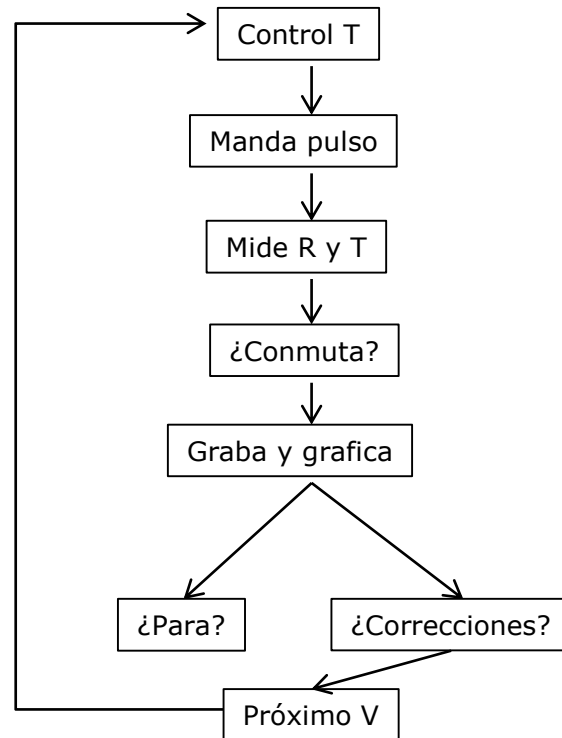 Control T
Manda pulso
Mide R y T
¿Conmuta?
Graba y grafica
¿Para?
¿Correcciones?
Próximo V